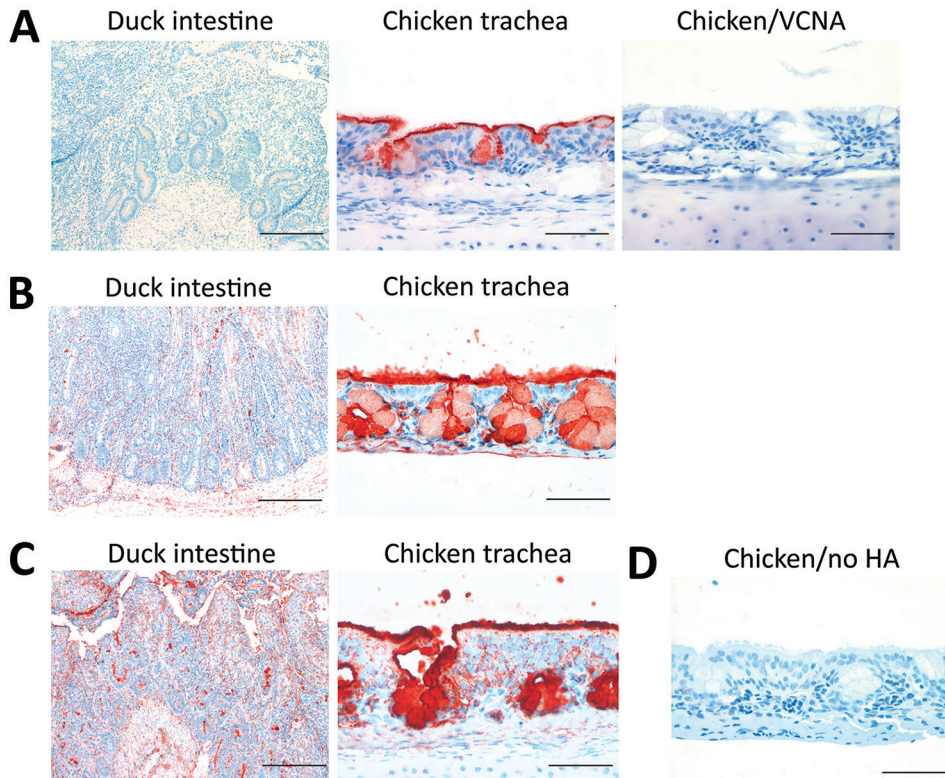 A
Duck intestine
Chicken trachea
Chicken/VCNA
B
Duck intestine
Chicken trachea
C
Duck intestine
Chicken trachea
D
Chicken/no HA